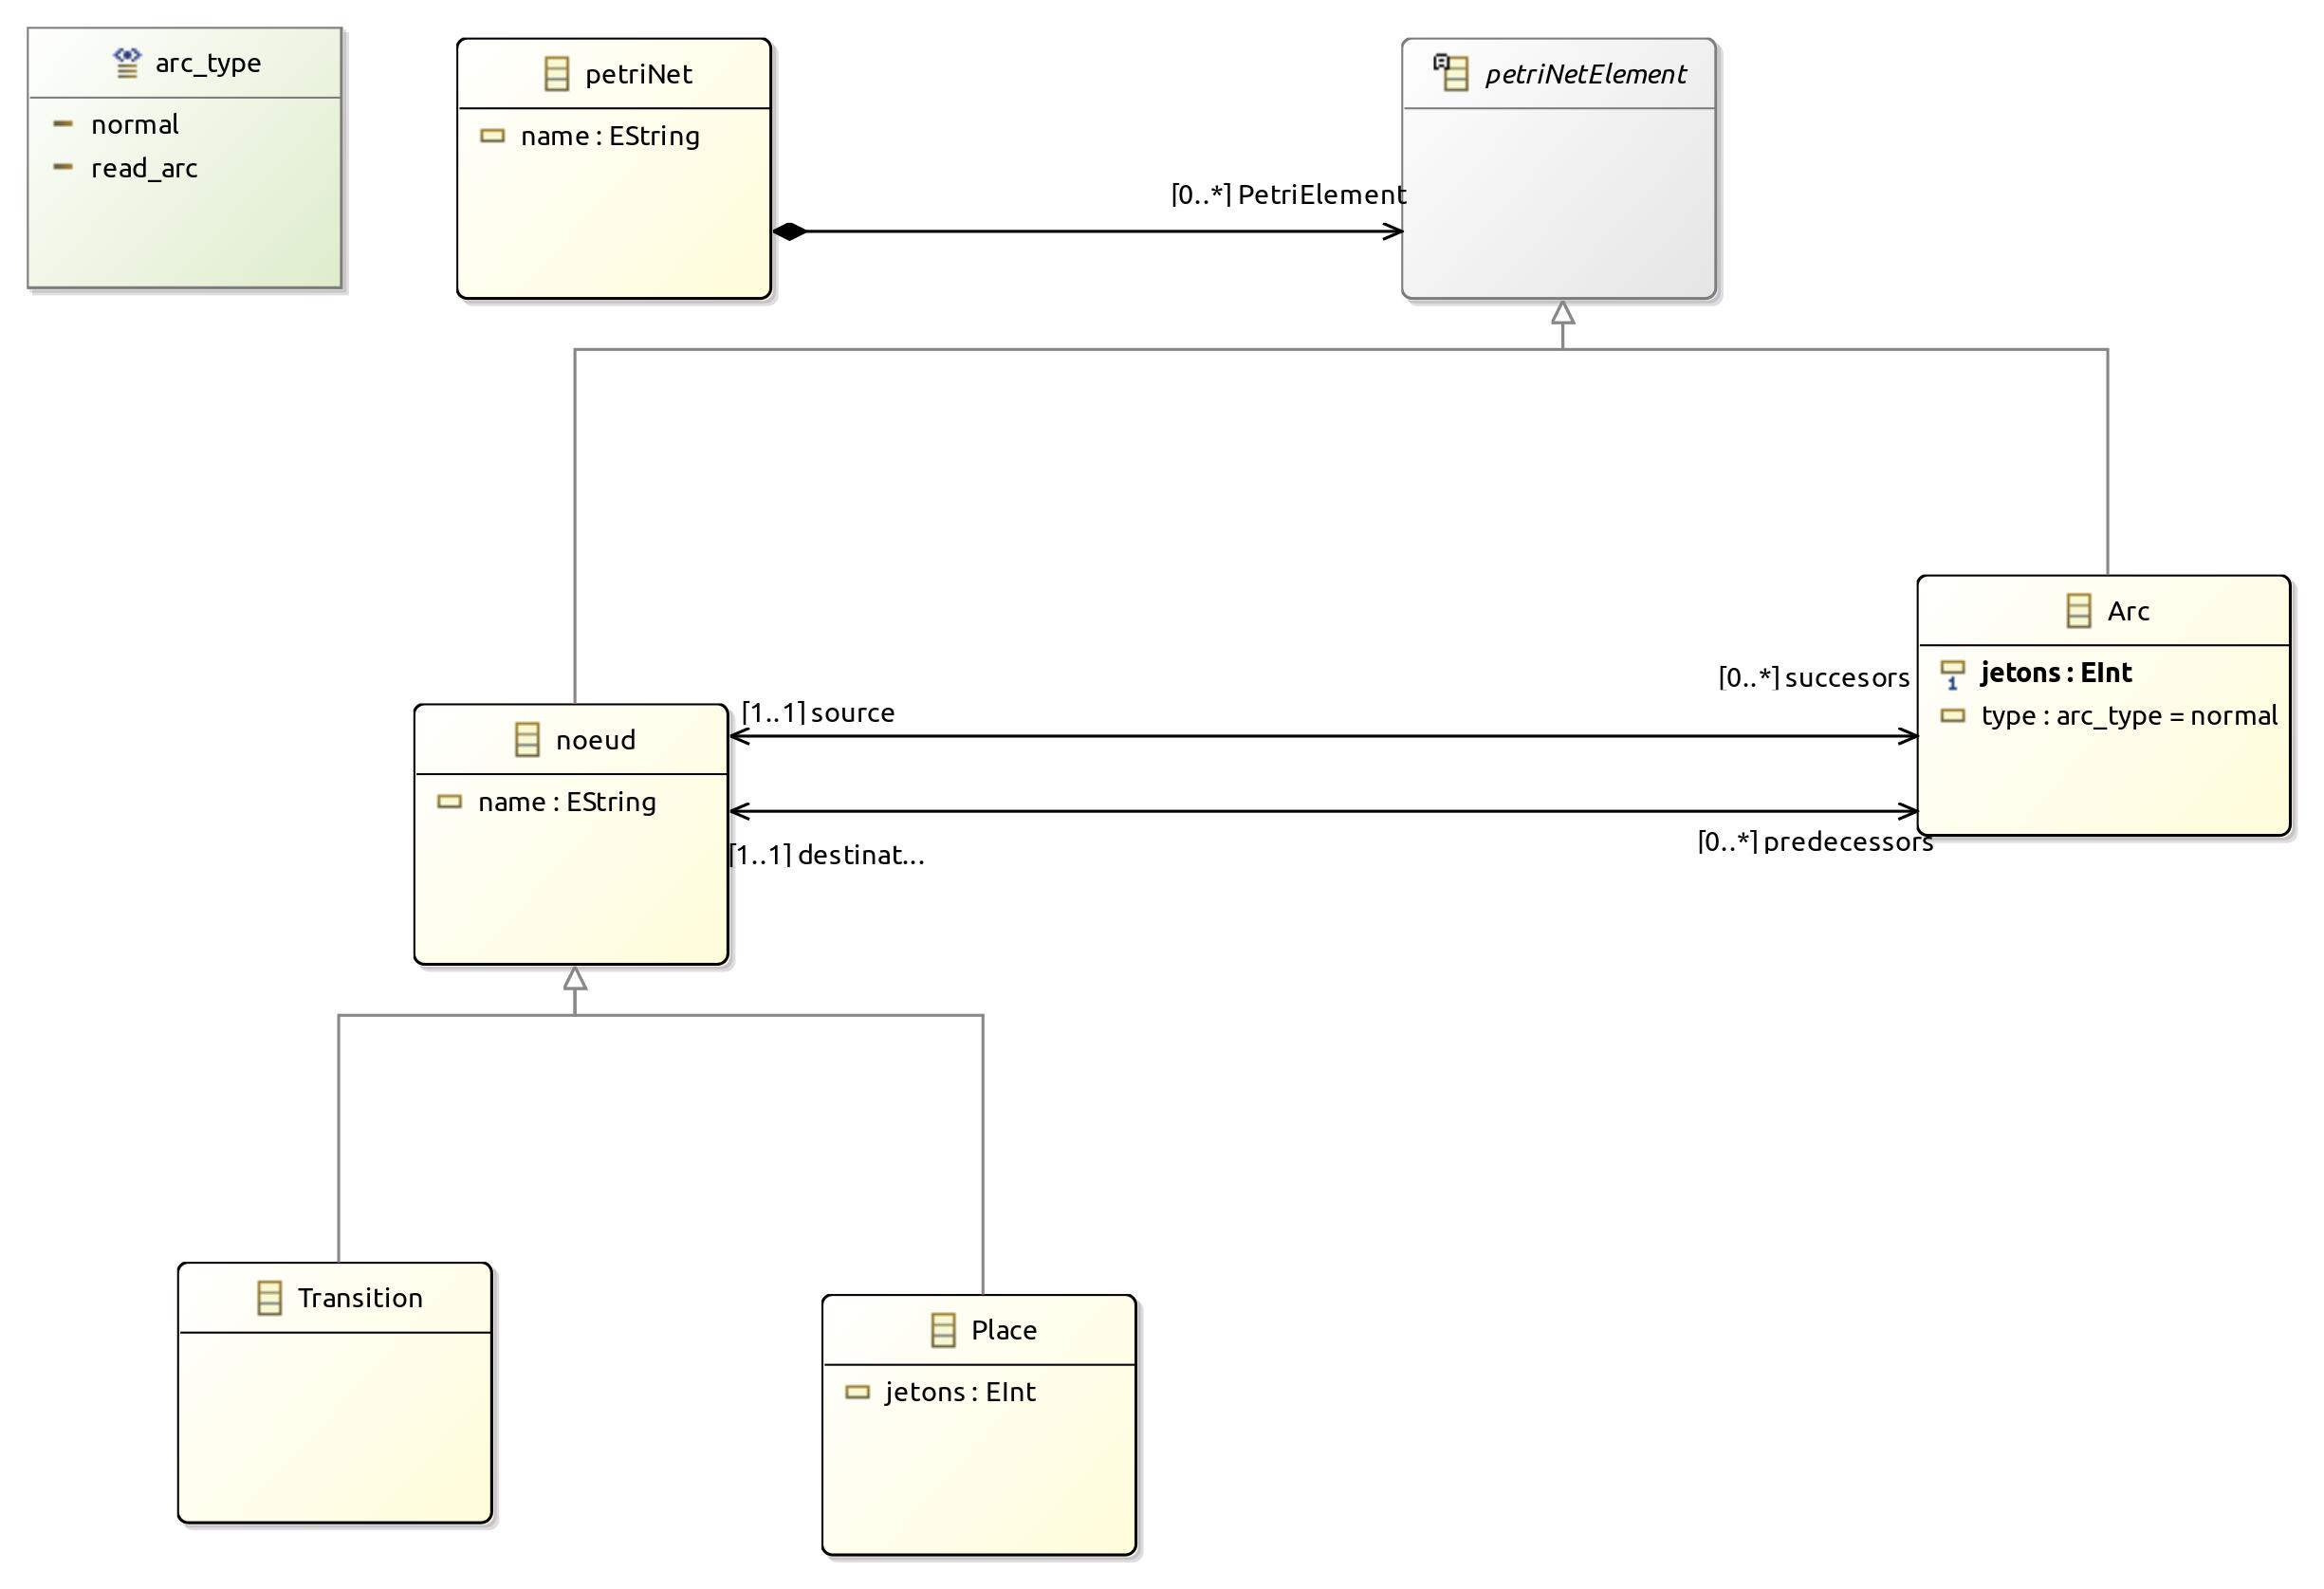 arc_type
normal
read_arc
petriNet
name : EString
petriNetElement
[0..*] PetriElement
Arc
jetons : EInt
1
type : arc_type = normal
[0..*] succesors
[1..1] source
noeud
name : EString
[1..1] destinat...
[0..*] predecessors
Transition
Place
jetons : EInt